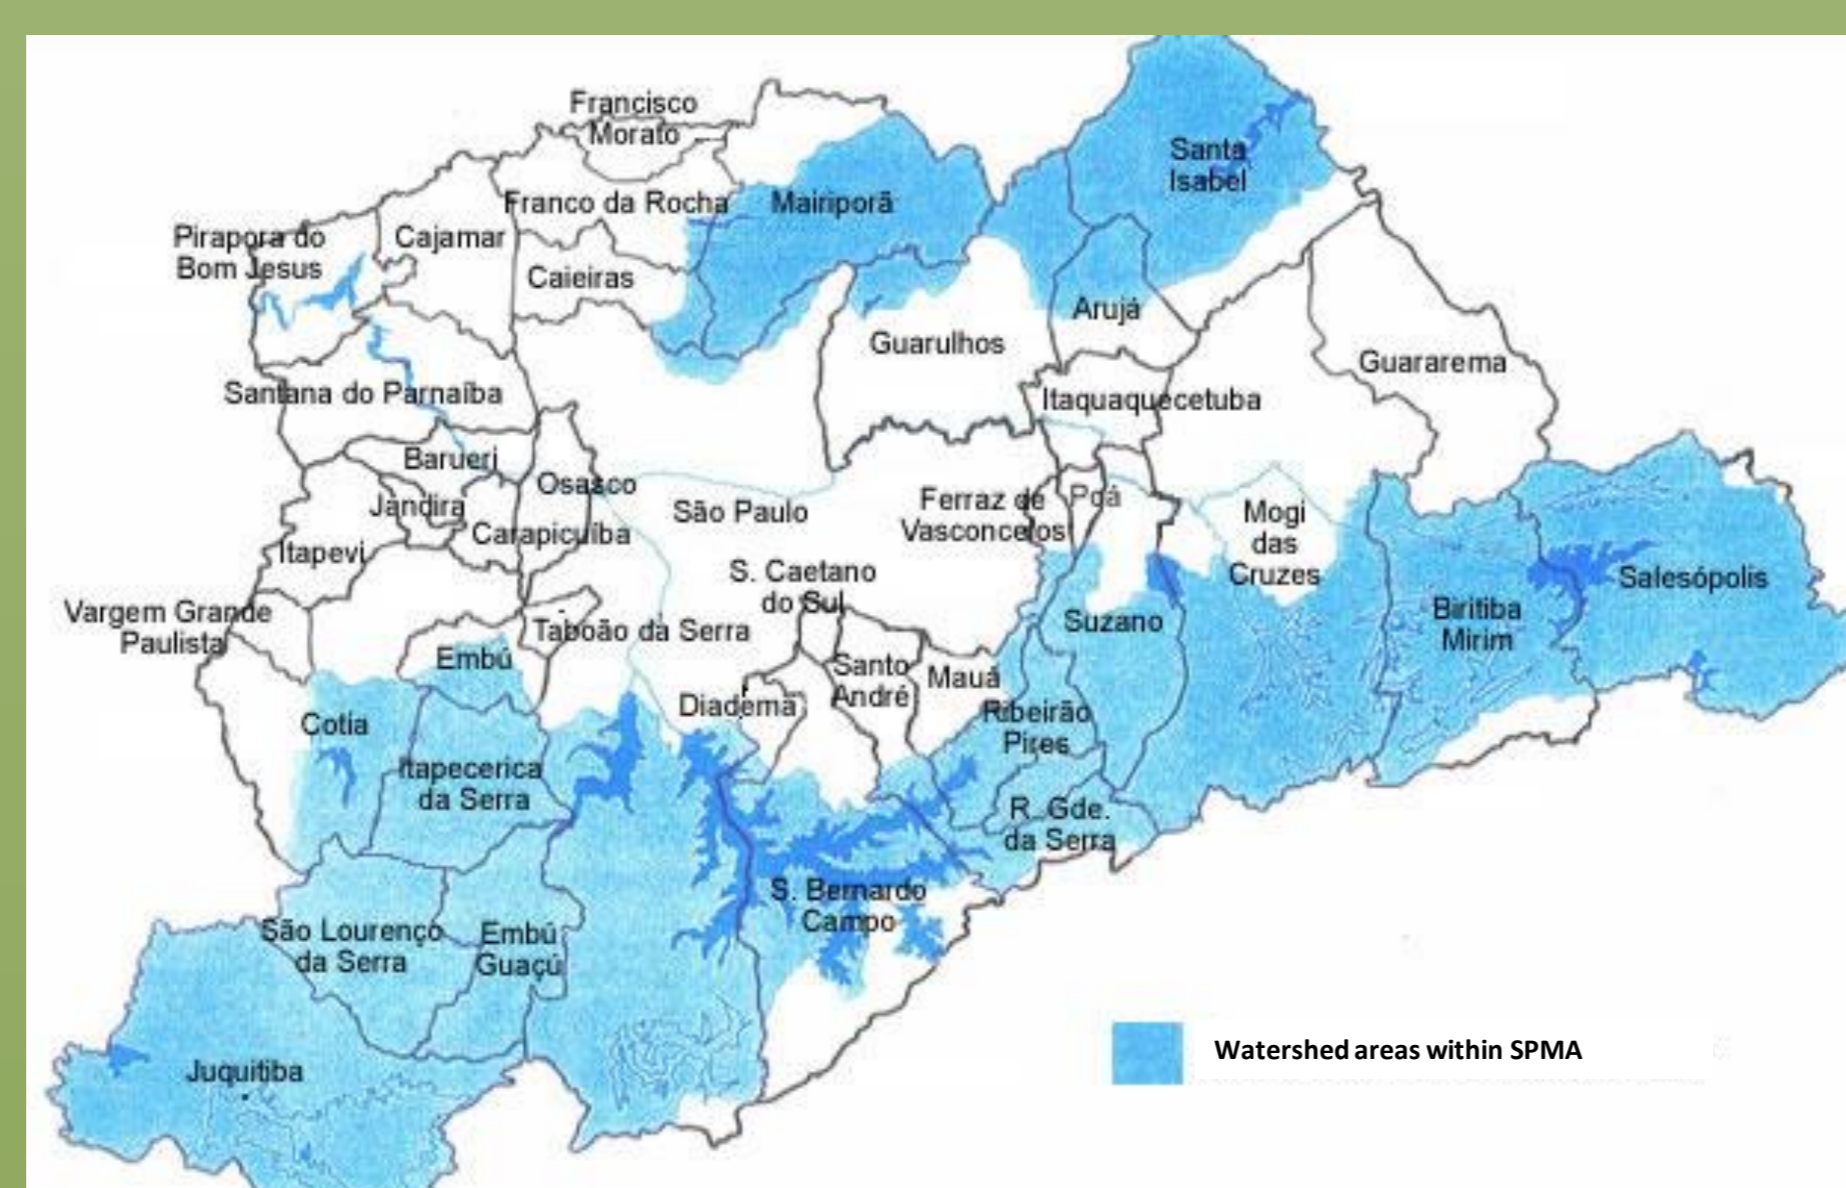 Francisco
Morato
Santa
Isabel
Franco da Rocha
Mairiporã
Pirapora do
Bom Jesus
Cajamar
Caieiras
Arujá
Guarulhos
Guararema
Santana do Parnaíba
Itaquaquecetuba
Barueri
Osasco
Jandira
São Paulo
Ferraz de
Vasconcelos
Poá
Mogi
das
Cruzes
Carapicuíba
Itapevi
S. Caetano
do Sul
Salesópolis
Vargem Grande
Paulista
Biritiba
Mirim
Suzano
Taboão da Serra
Embú
Santo
André
Mauá
Diadema
Cotia
Ribeirão
Pires
Itapecerica
da Serra
R. Gde.
da Serra
S. Bernardo
Campo
São Lourenço
da Serra
Embú
Guaçú
Juquitiba
Watershed areas within SPMA